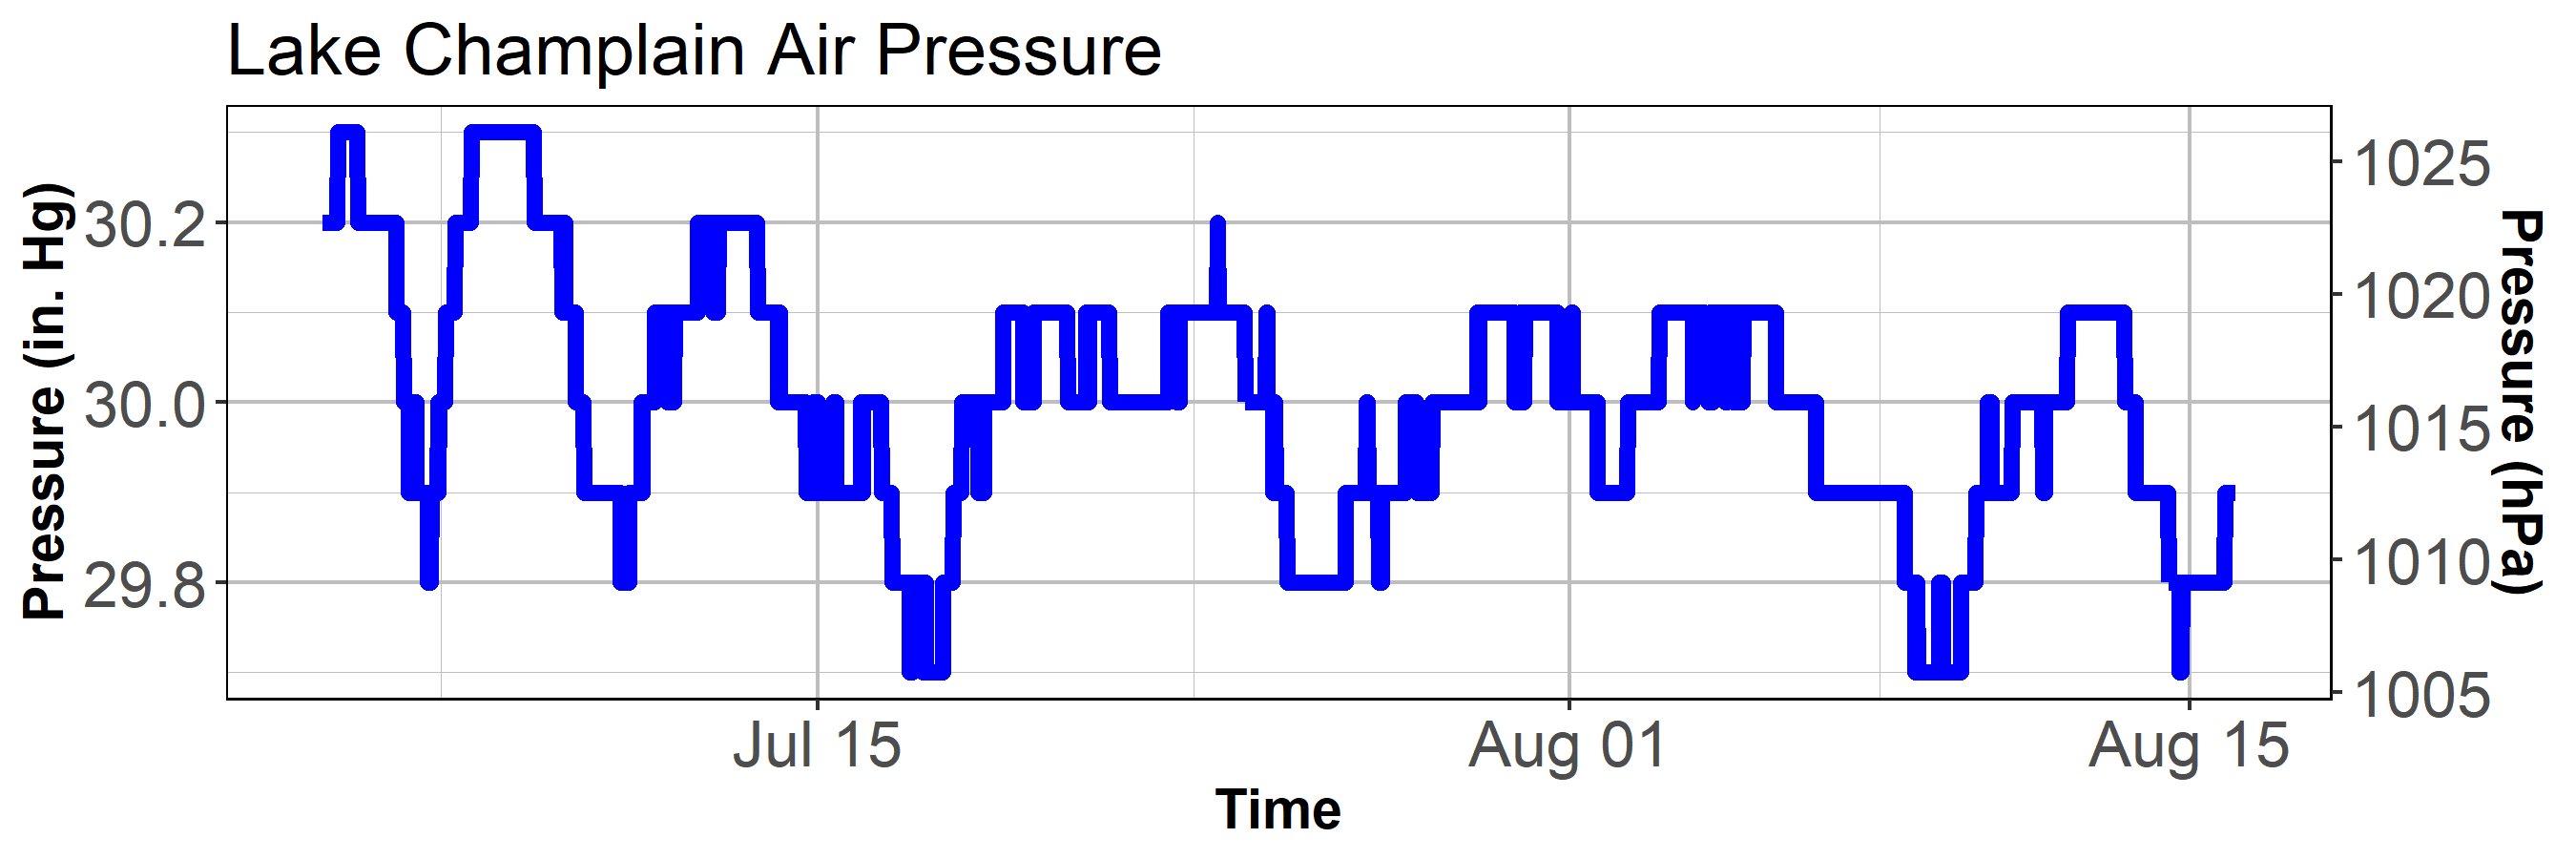 Lake Champlain Air Pressure
Pressure (in. Hg)
30.2
30.0
29.8
1025
1020
1015
1010
1005
Pressure (hPa)
Jul 15
Aug 01
Aug 15
Time